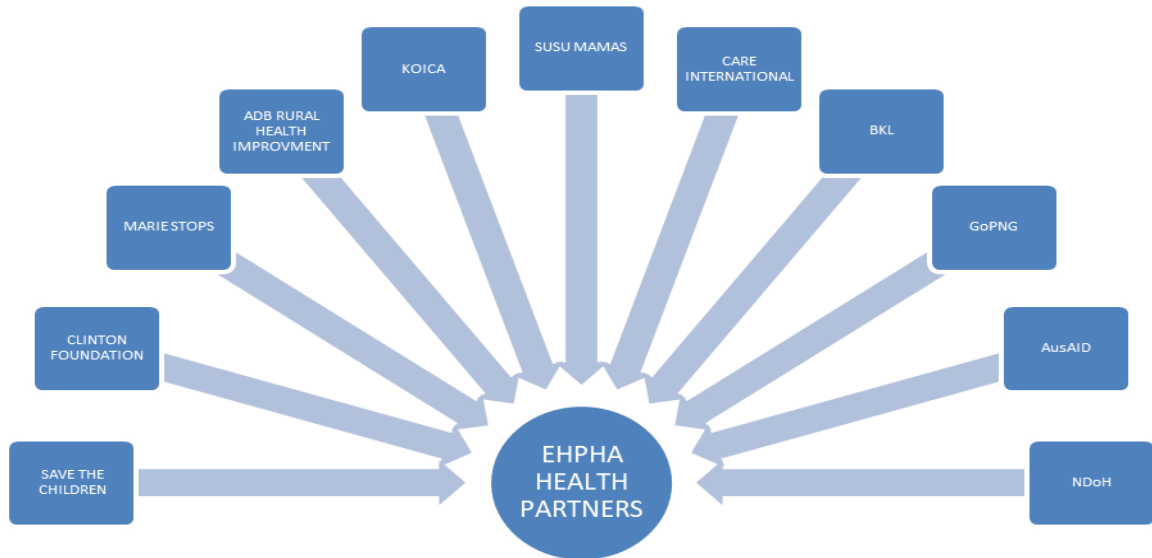 SUSU MAMAS
KOICA
CARE
INTERNATIONAL
ADB RURAL
HEALTH
IMPROVMENT
BKL
MARIE STOPS
GoPNG
CLINTON
FOUNDATION
AusAID
SAVE THE
CHILDREN
EHPHA
HEALTH
PARTNERS
NDoH